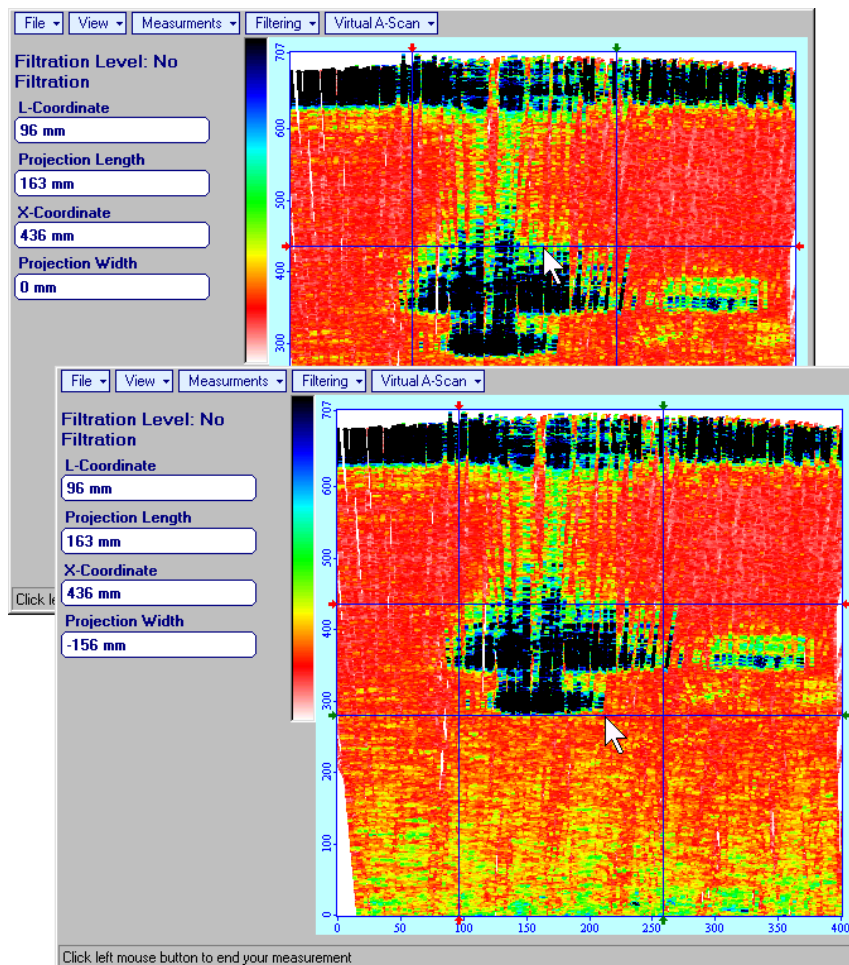 File View Measurments Filtering Virtual A-Scan
Filtration Level: No
Filtration
L-Coordinate
96 mm
Projection Length
163 mm
X-Coordinate
436 mm
Projection Width
0 mm
707
600
500
400
300
Click le
File View Measurments Filtering Virtual A-Scan
Filtration Level: No
Filtration
L-Coordinate
96 mm
Projection Length
163 mm
X-Coordinate
436 mm
Projection Width
-156 mm
707
600
500
400
300
200
100
0
0 50 100 150 200 250 300 350 400
Click left mouse button to end your measurement